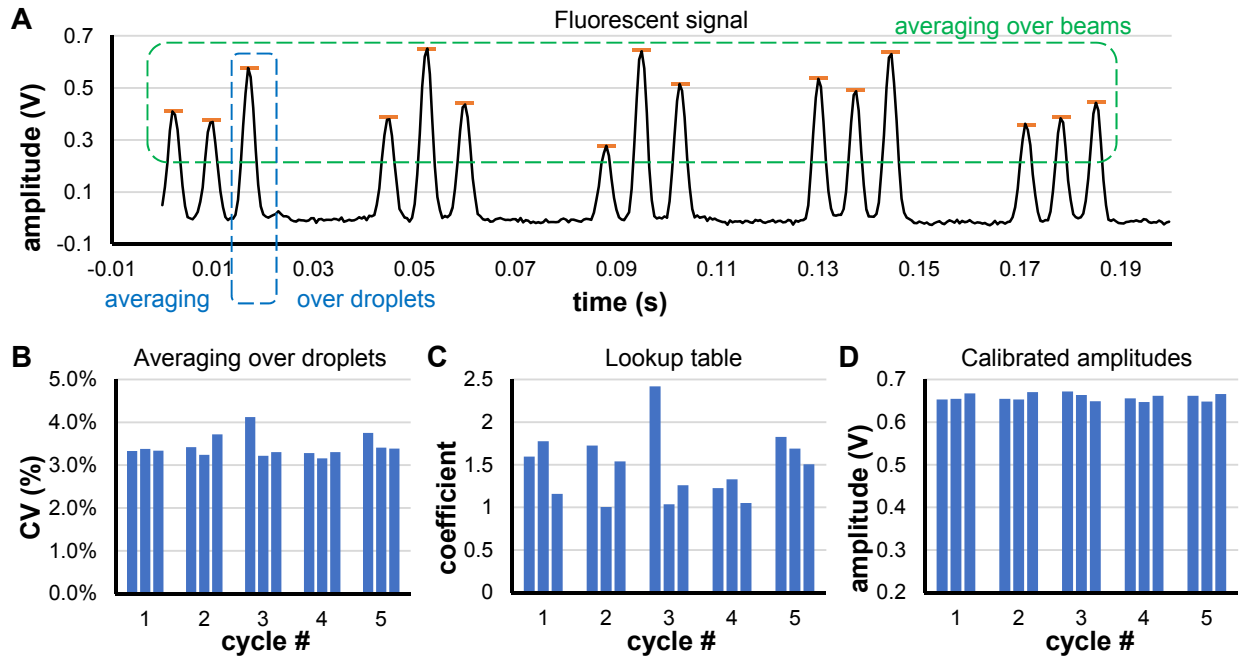 A
Fluorescent signal
averaging over beams
amplitude (V)
0.7
0.5
0.3
0.1
-0.1
-0.01 0.01 0.03 0.05 0.07 0.09 0.11 0.13 0.15 0.17 0.19
averaging over droplets
time (s)
B
Averaging over droplets
CV (%)
5.0%
4.0%
3.0%
2.0%
1.0%
0.0%
1 2 3 4 5
cycle #
C
Lookup table
coefficient
2.5
2
1.5
1
0.5
0
1 2 3 4 5
cycle #
D
Calibrated amplitudes
amplitude (V)
0.7
0.6
0.5
0.4
0.3
0.2
1 2 3 4 5
cycle #